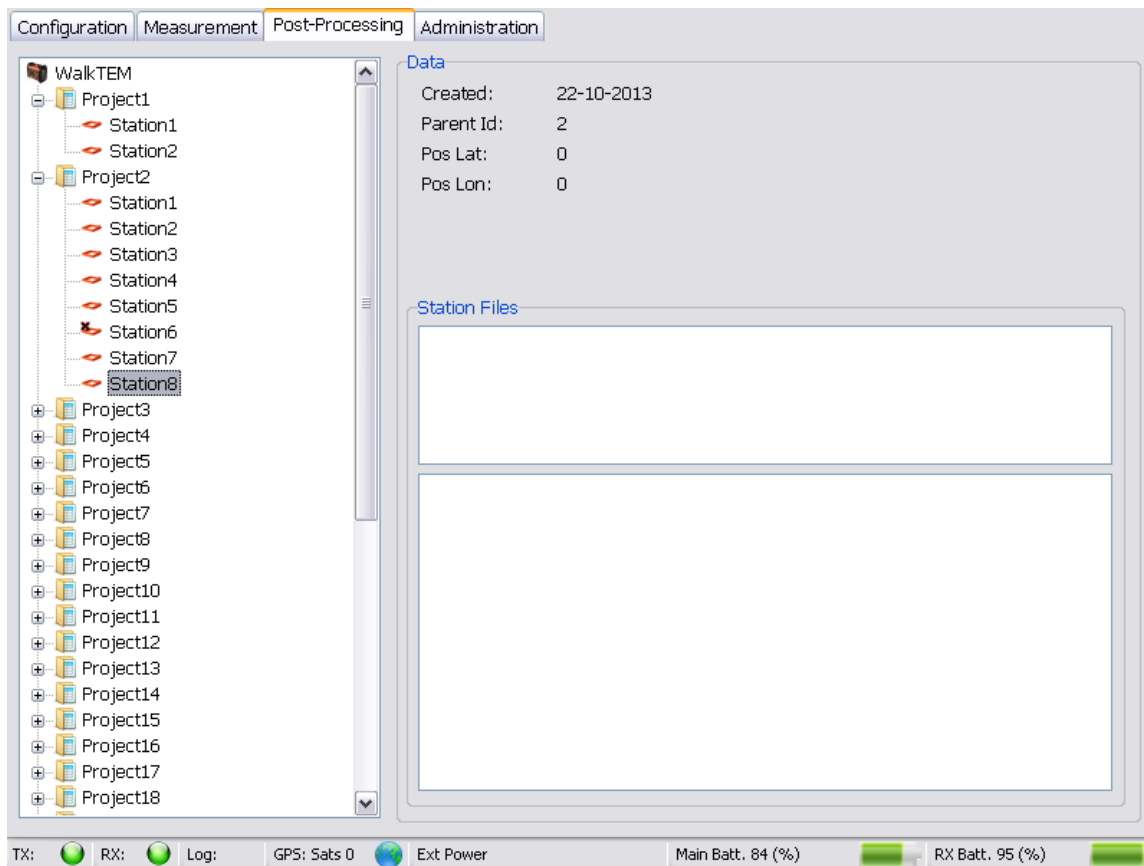 Configuration Measurement Post-Processing Administration
WalkTEM
Project1
Station1
Station2
Project2
Station1
Station2
Station3
Station4
Station5
Station6
Station7
Station8
Project3
Project4
Project5
Project6
Project7
Project8
Project9
Project10
Project11
Project12
Project13
Project14
Project15
Project16
Project17
Project18
Data
Created: 22-10-2013
Parent Id: 2
Pos Lat: 0
Pos Lon: 0
Station Files
TX: RX: Log: GPS: Sats 0 Ext Power Main Batt. 84 (%) RX Batt. 95 (%)